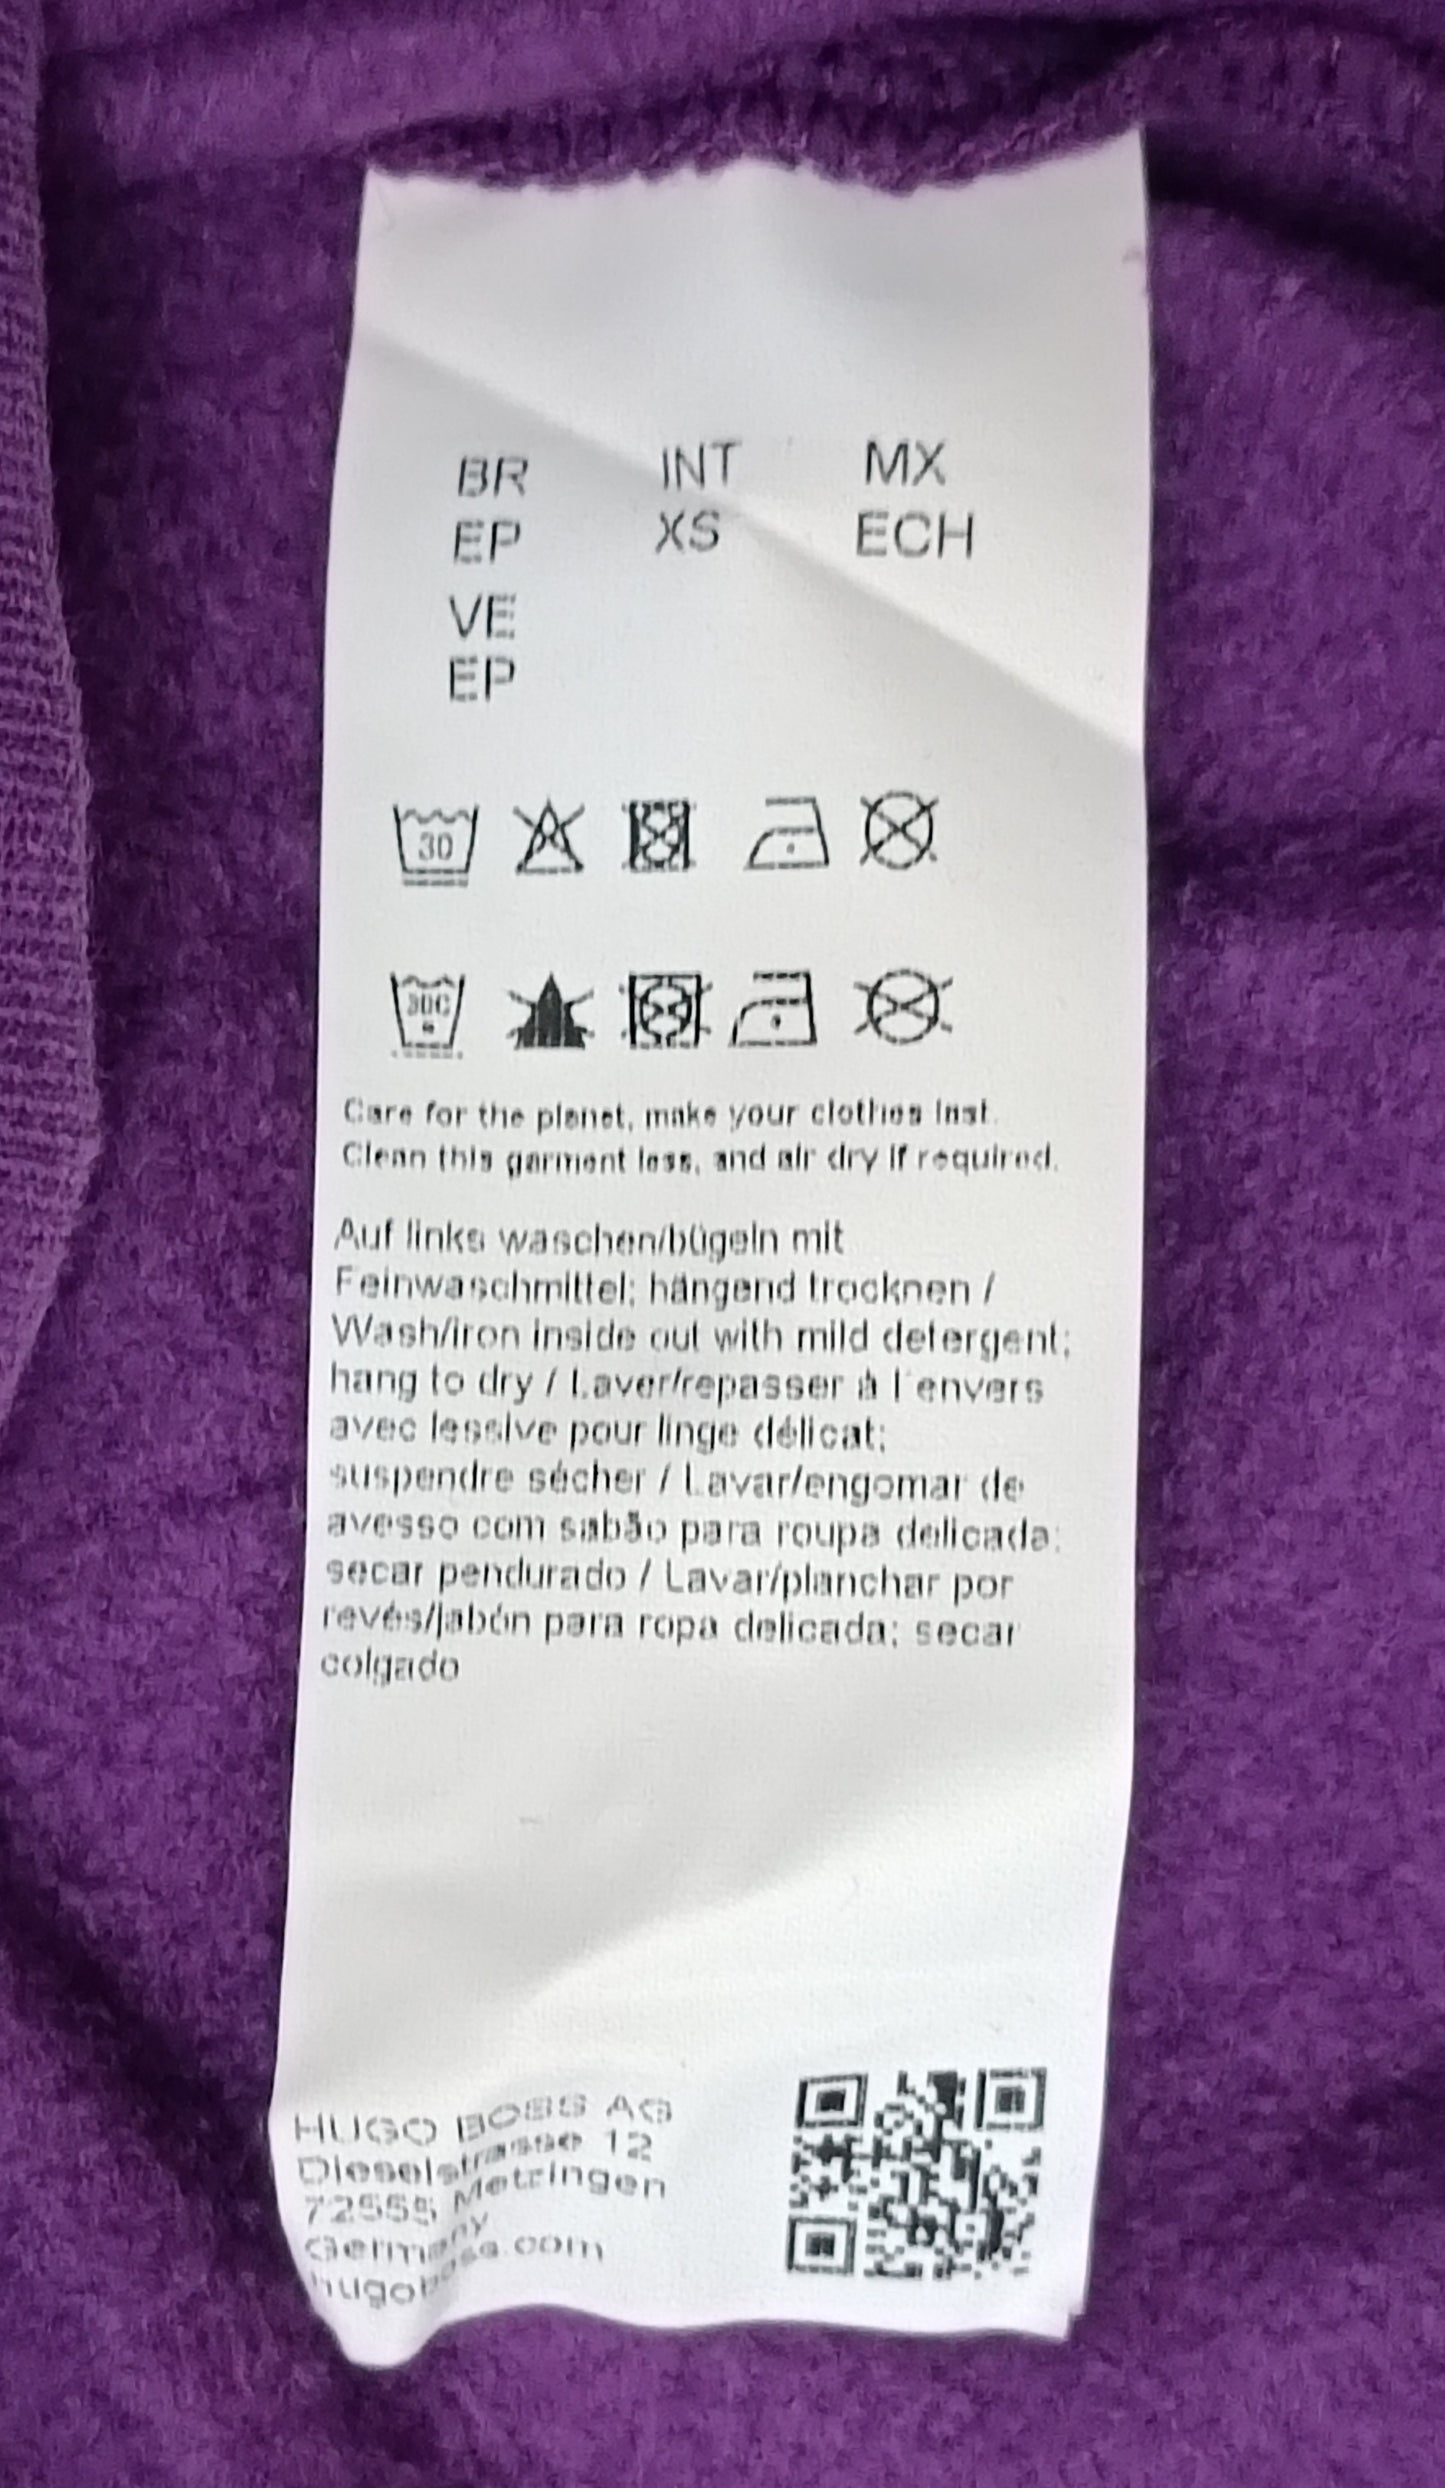 BR INT MX
EP XS ECH
VE
EP
30
30C
Care for the planet, make your clothes last.
Clean this garment less, and air dry if required.
Auf links waschen/bügeln mit
Feinwaschmittel; hängend trocknen /
Wash/iron inside out with mild detergent;
hang to dry / Laver/repasser à l'envers
avec lessive pour linge délicat;
suspendre sécher / Lavar/engomar de
avesso com sabão para roupa delicada;
secar pendurado / Lavar/planchar por
revés/jabón para ropa delicada; secar
colgado
HUGO BOSS AG
Dieselstrasse 12
72555 Metzingen
Germany
hugoboss.com